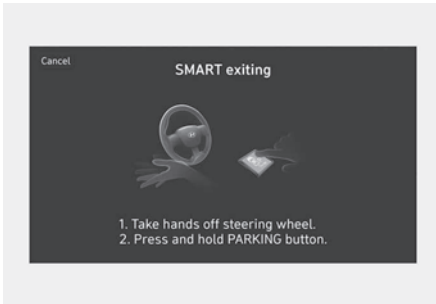 Cancel
SMART exiting
1. Take hands off steering wheel.
2. Press and hold PARKING button.